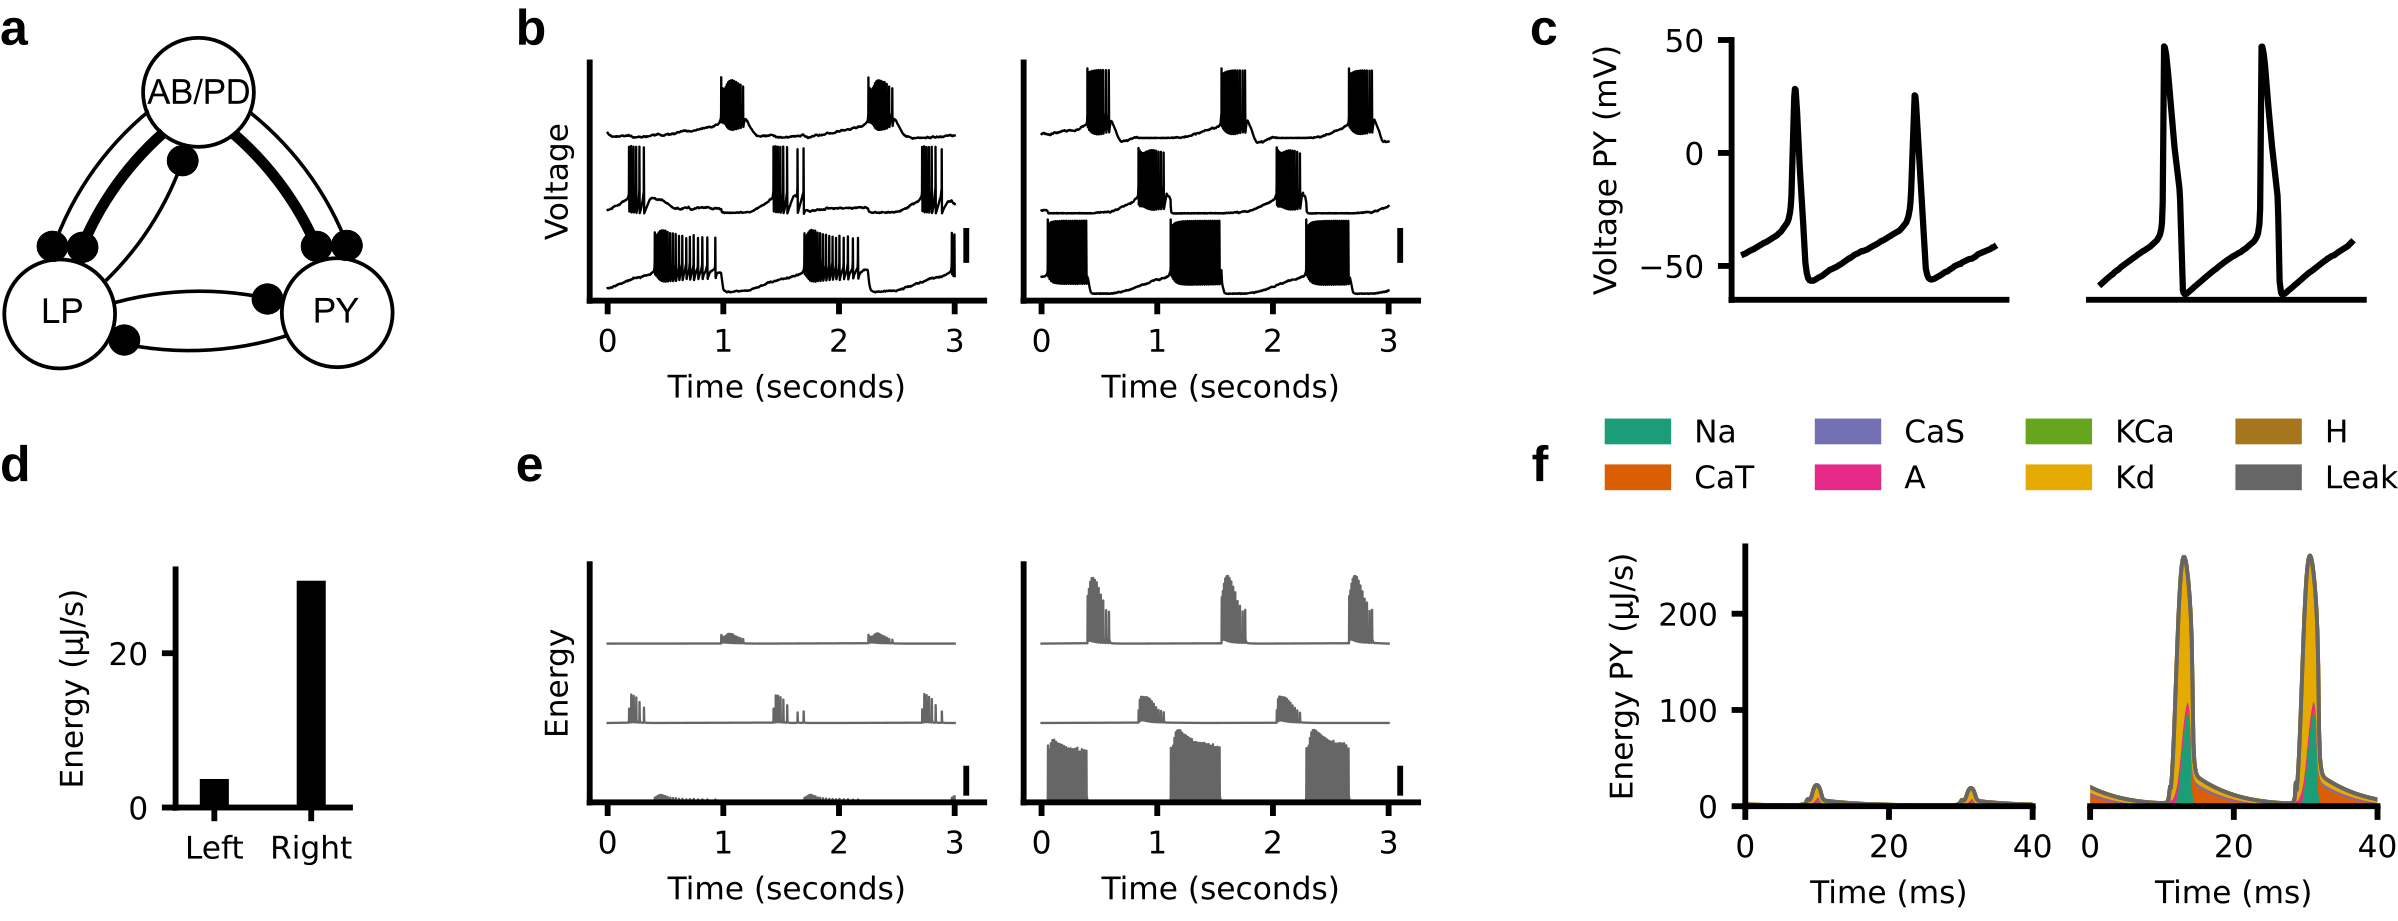 a
AB/PD
LP
PY
b
Voltage
0 1 2 3
Time (seconds)
0 1 2 3
Time (seconds)
c
Voltage PY (mV)
50
0
−50
d
Energy (µJ/s)
20
0
Left Right
e
Energy
0 1 2 3
Time (seconds)
0 1 2 3
Time (seconds)
f
Na CaS KCa H
CaT A Kd Leak
Energy PY (µJ/s)
200
100
0
0 20 40
Time (ms)
0 20 40
Time (ms)